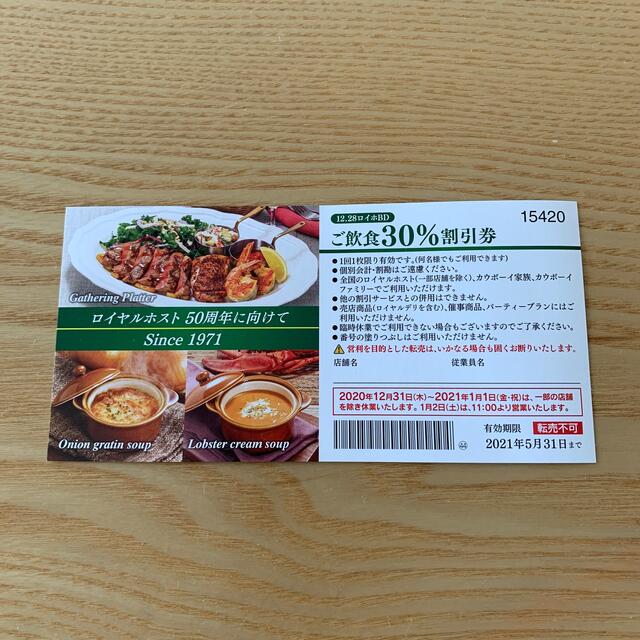 Gathering Platter
ロイヤルホスト 50周年に向けて
Since 1971
Onion gratin soup
Lobster cream soup
12.28ロイホBD
15420
ご飲食30%割引券
●1回1枚限り有効です。(何名様でもご利用できます)
●個別会計・割勘はご遠慮ください。
●全国のロイヤルホスト(一部店舗を除く)、カウボーイ家族、カウボーイ
ファミリーでご利用いただけます。
●他の割引サービスとの併用はできません。
●売店商品(ロイヤルデリを含む)、催事商品、パーティープランにはご
利用いただけません。
●臨時休業でご利用できない場合もございますのでご了承ください。
●番号の塗りつぶしはご利用いただけません。
⚠営利を目的とした転売は、いかなる場合も固くお断りいたします。
店舗名 従業員名
2020年12月31日(木)～2021年1月1日(金・祝)は、一部の店舗
を除き休業いたします。1月2日(土)は、11:00より営業いたします。
有効期限 転売不可
㊹ 2021年5月31日まで